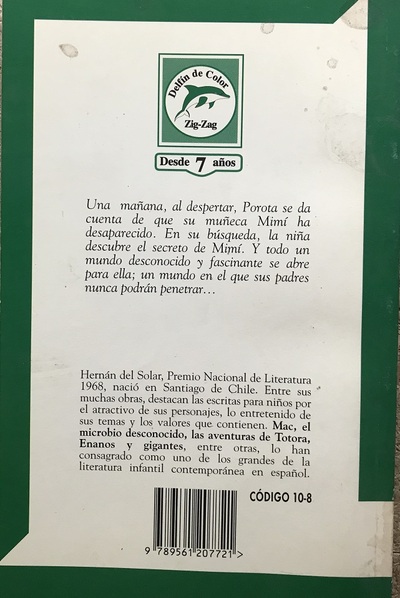 Delfín de Color
Zig-Zag
Desde 7 años
Una mañana, al despertar, Porota se da
cuenta de que su muñeca Mimí ha
desaparecido. En su búsqueda, la niña
descubre el secreto de Mimí. Y todo un
mundo desconocido y fascinante se abre
para ella; un mundo en el que sus padres
nunca podrán penetrar...
Hernán del Solar, Premio Nacional de Literatura
1968, nació en Santiago de Chile. Entre sus
muchas obras, destacan las escritas para niños por
el atractivo de sus personajes, lo entretenido de
sus temas y los valores que contienen. Mac, el
microbio desconocido, las aventuras de Totora,
Enanos y gigantes, entre otras, lo han
consagrado como uno de los grandes de la
literatura infantil contemporánea en español.
CÓDIGO 10-8
9 789561 207721 >